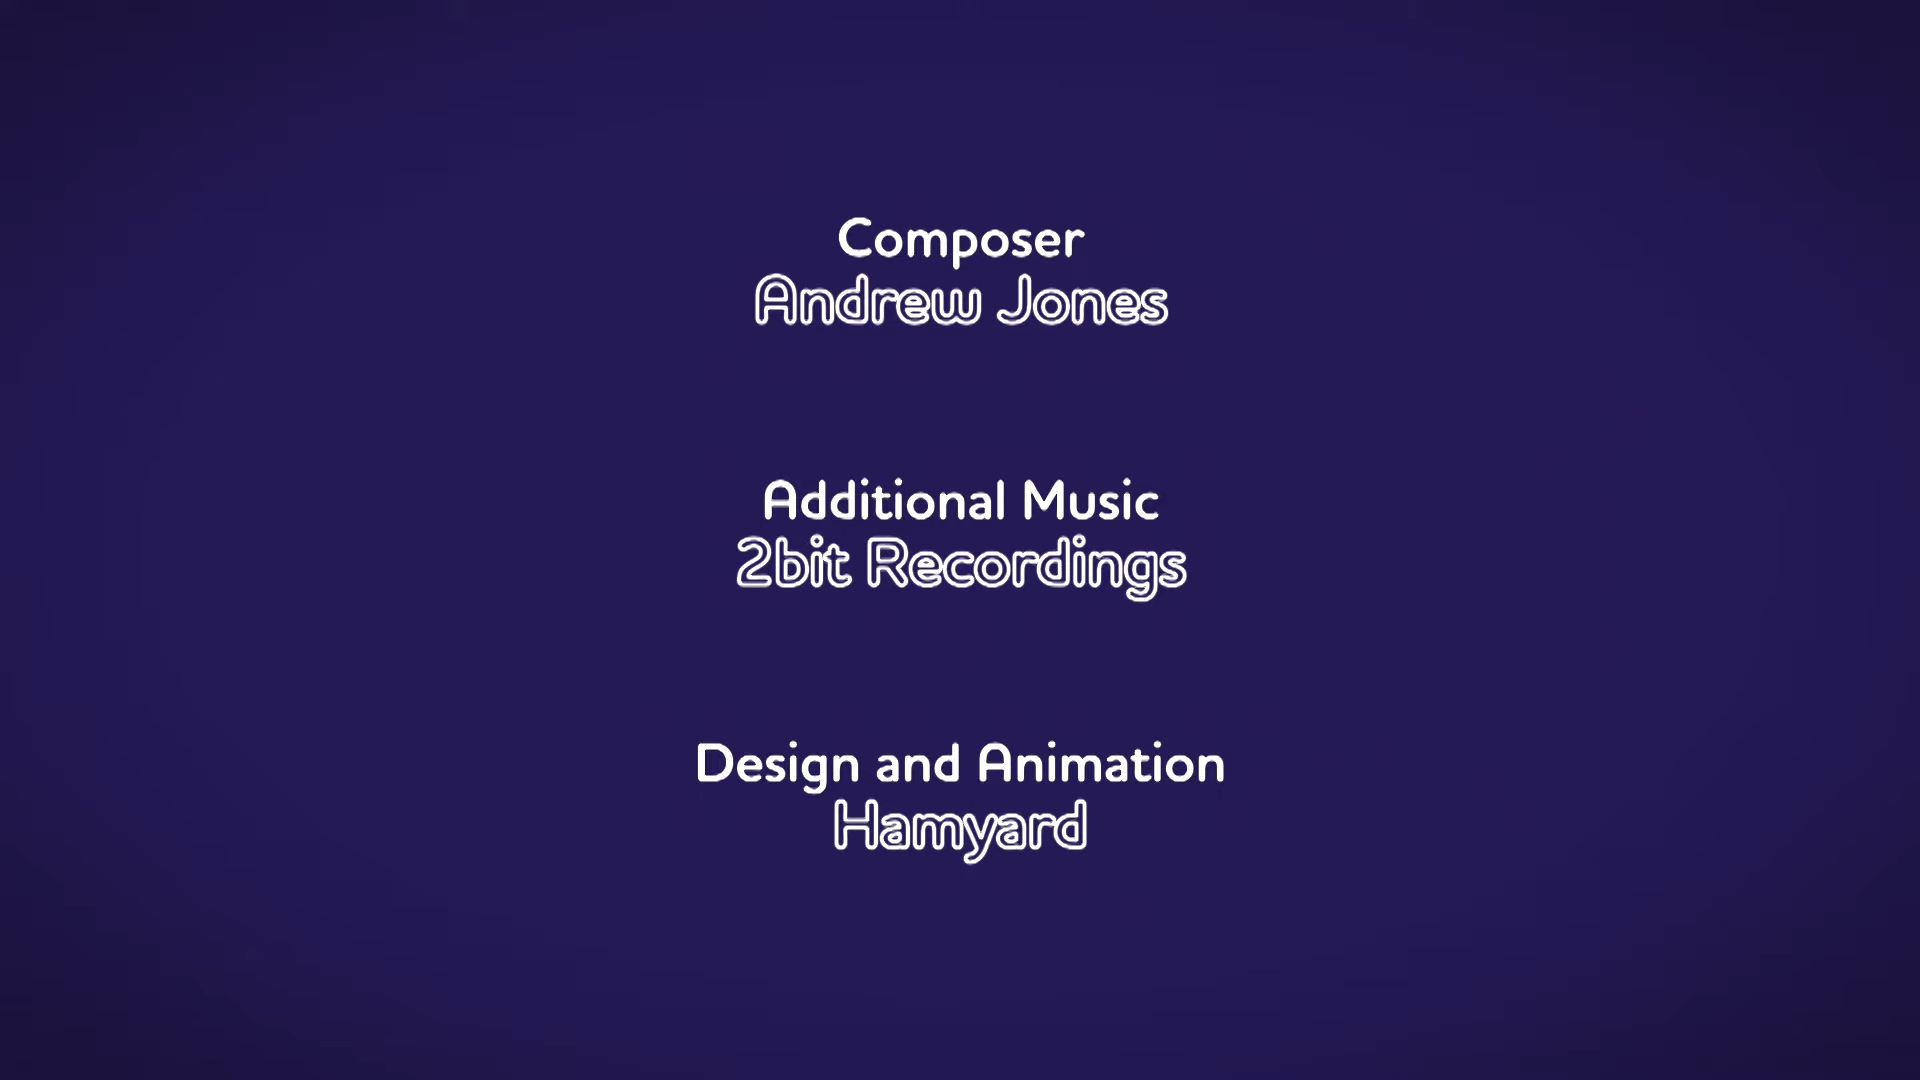 Composer
Andrew Jones
Additional Music
2bit Recordings
Design and Animation
Hamyard